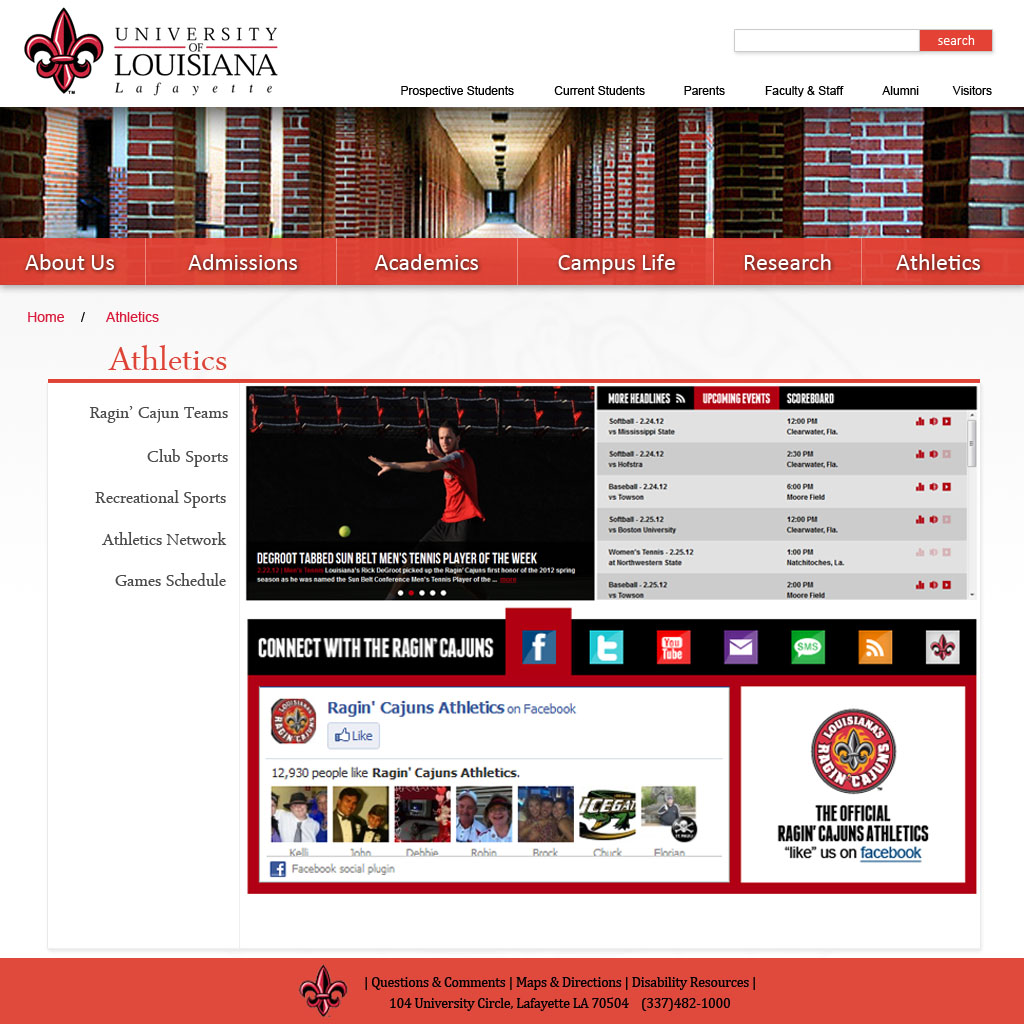 UNIVERSITY
OF
LOUISIANA
Lafayette
search
Prospective Students Current Students Parents Faculty & Staff Alumni Visitors
About Us Admissions Academics Campus Life Research Athletics
Home / Athletics
Athletics
Ragin’ Cajun Teams
Club Sports
Recreational Sports
Athletics Network
Games Schedule
DEGROOT TABBED SUN BELT MEN'S TENNIS PLAYER OF THE WEEK
2.23.12 | Men's Tennis Louisiana's Rick DeGroot picked up the Ragin' Cajuns first honor of the 2012 spring
season as he was named the Sun Belt Conference Men's Tennis Player of the ... more
MORE HEADLINES UPCOMING EVENTS SCOREBOARD
Softball - 2.24.12 12:00 PM
vs Mississippi State Clearwater, Fla.
Softball - 2.24.12 2:30 PM
vs Hofstra Clearwater, Fla.
Baseball - 2.24.12 6:00 PM
vs Towson Moore Field
Softball - 2.25.12 12:00 PM
vs Boston University Clearwater, Fla.
Women's Tennis - 2.25.12 1:00 PM
at Northwestern State Natchitoches, La.
Baseball - 2.25.12 2:00 PM
vs Towson Moore Field
CONNECT WITH THE RAGIN' CAJUNS
f t You Tube SMS
LOUISIANA'S RAGIN' CAJUNS
Ragin' Cajuns Athletics on Facebook
Like
12,930 people like Ragin' Cajuns Athletics.
ICEGAT
Kelli John Debbie Robin Brock Chuck Florian
f Facebook social plugin
LOUISIANA'S
RAGIN' CAJUNS
THE OFFICIAL
RAGIN' CAJUNS ATHLETICS
“like” us on facebook
| Questions & Comments | Maps & Directions | Disability Resources |
104 University Circle, Lafayette LA 70504 (337)482-1000